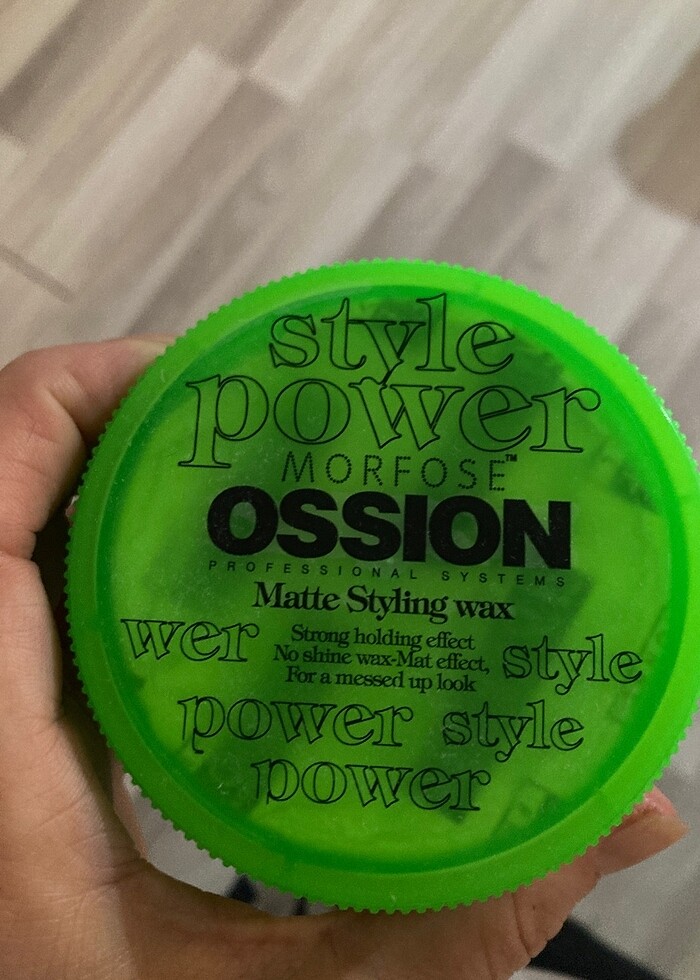 style
power
MORFOSE™
OSSION
PROFESSIONAL SYSTEMS
Matte Styling wax
Strong holding effect
No shine wax-Mat effect,
For a messed up look
wer
style
power style
power